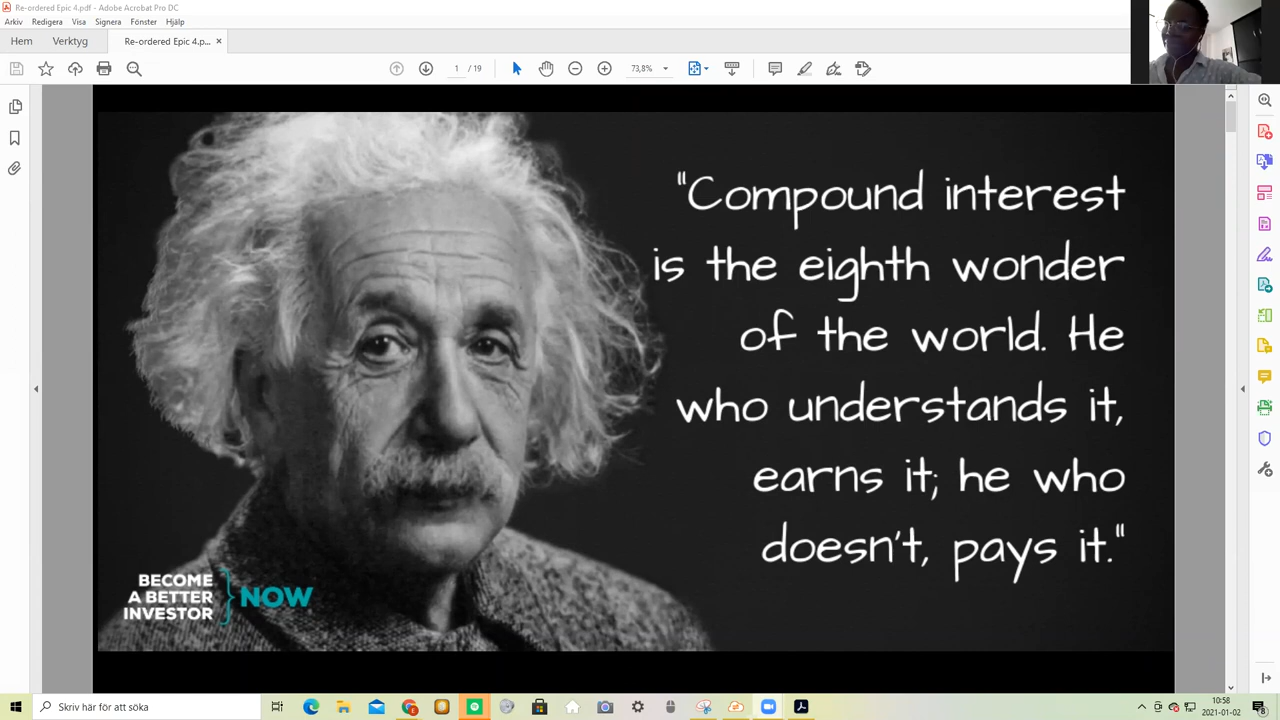 Re-ordered Epic 4.pdf - Adobe Acrobat Pro DC
Arkiv Redigera Visa Signera Fönster Hjälp
Hem Verktyg Re-ordered Epic 4.p... ×
1 / 19 73,8%
"Compound interest
is the eighth wonder
of the world. He
who understands it,
earns it; he who
doesn't, pays it."
BECOME
A BETTER
INVESTOR
NOW
Skriv här för att söka
10:58
2021-01-02
8